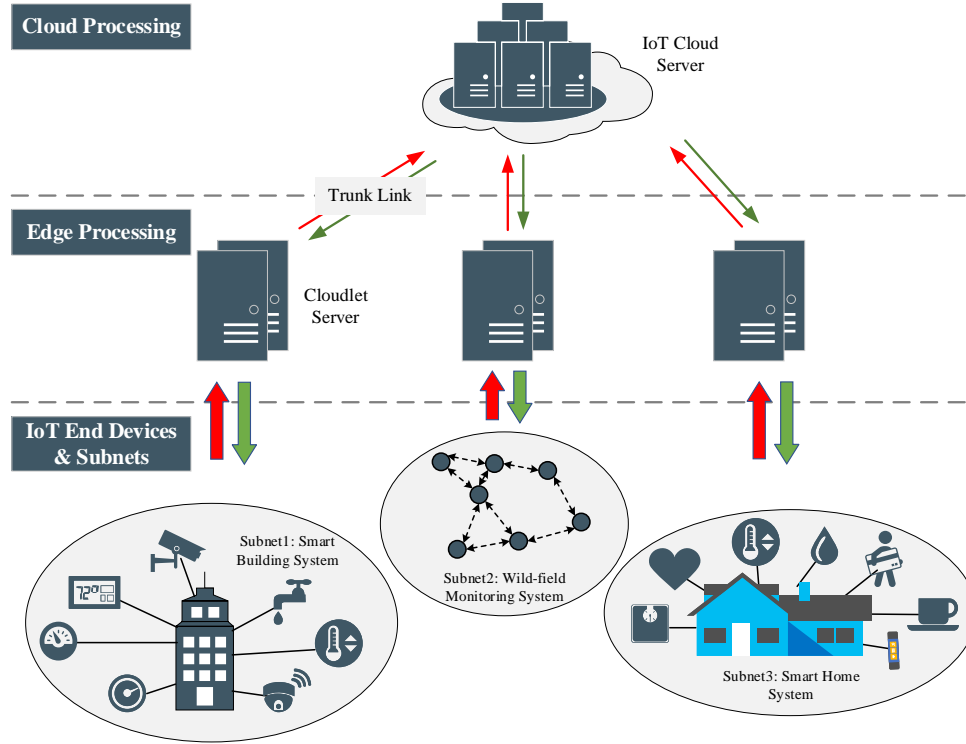 Cloud Processing
IoT Cloud
Server
Trunk Link
Edge Processing
Cloudlet
Server
IoT End Devices
& Subnets
Subnet1: Smart
Building System
72°
Subnet2: Wild-field
Monitoring System
Subnet3: Smart Home
System